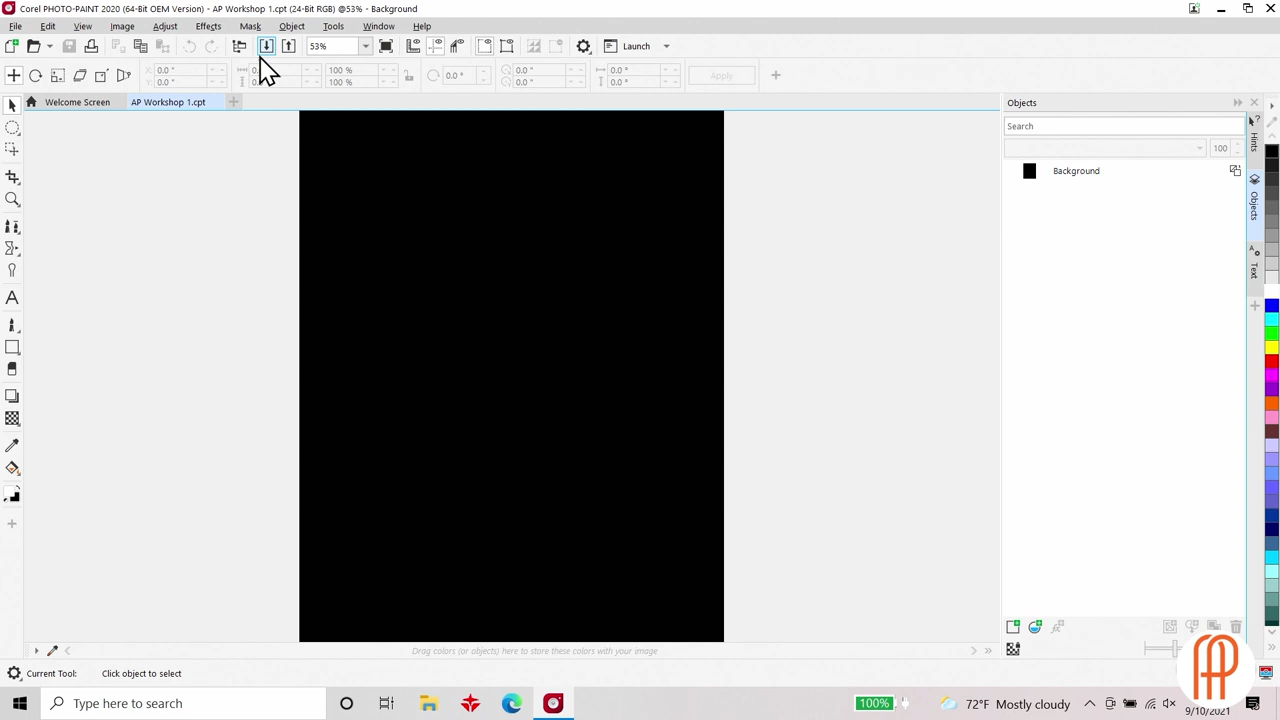 Corel PHOTO-PAINT 2020 (64-Bit OEM Version) - AP Workshop 1.cpt (24-Bit RGB) @53% - Background
File Edit View Image Adjust Effects Mask Object Tools Window Help
53% Launch
X: 0.0 " 100 % 0.0 ° 0.0 " 0.0 "
Y: 0.0 " 100 % 0.0 ° 0.0 " 0.0 " Apply
Welcome Screen AP Workshop 1.cpt
Objects
Search
100
Background
Hints
Objects
Text
Drag colors (or objects) here to store these colors with your image
Current Tool: Click object to select
Type here to search
100% 72°F Mostly cloudy
9/10/2021